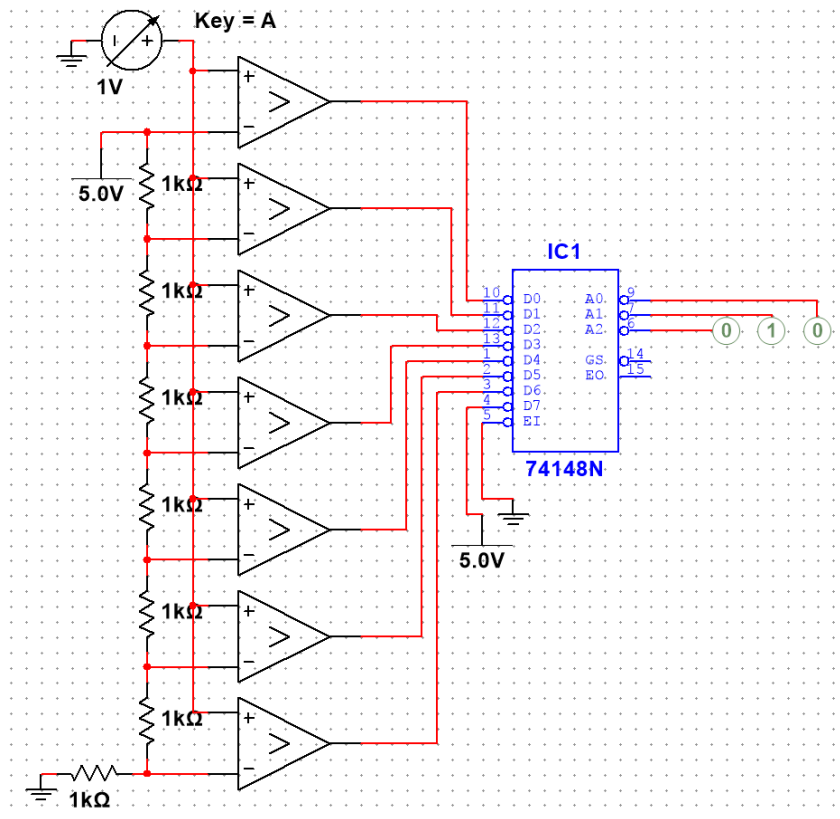 Key = A
1V
5.0V
1kΩ
1kΩ
1kΩ
1kΩ
1kΩ
1kΩ
1kΩ
+
−
+
−
+
−
+
−
+
−
+
−
+
−
IC1
10 D0
11 D1
12 D2
13 D3
1 D4
2 D5
3 D6
4 D7
5 EI
A0 9
A1 7
A2 6
GS 14
EO 15
74148N
0 1 0
5.0V